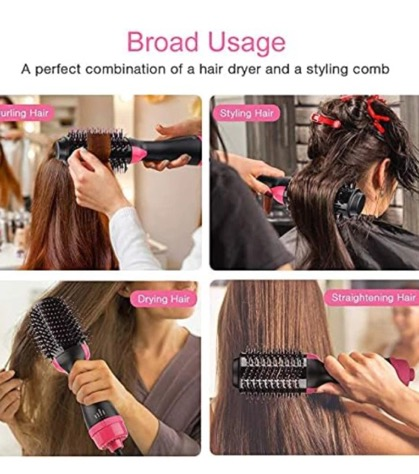 Broad Usage
A perfect combination of a hair dryer and a styling comb
urling Hair
Styling Hair
Drying Hair
Straightening Hair